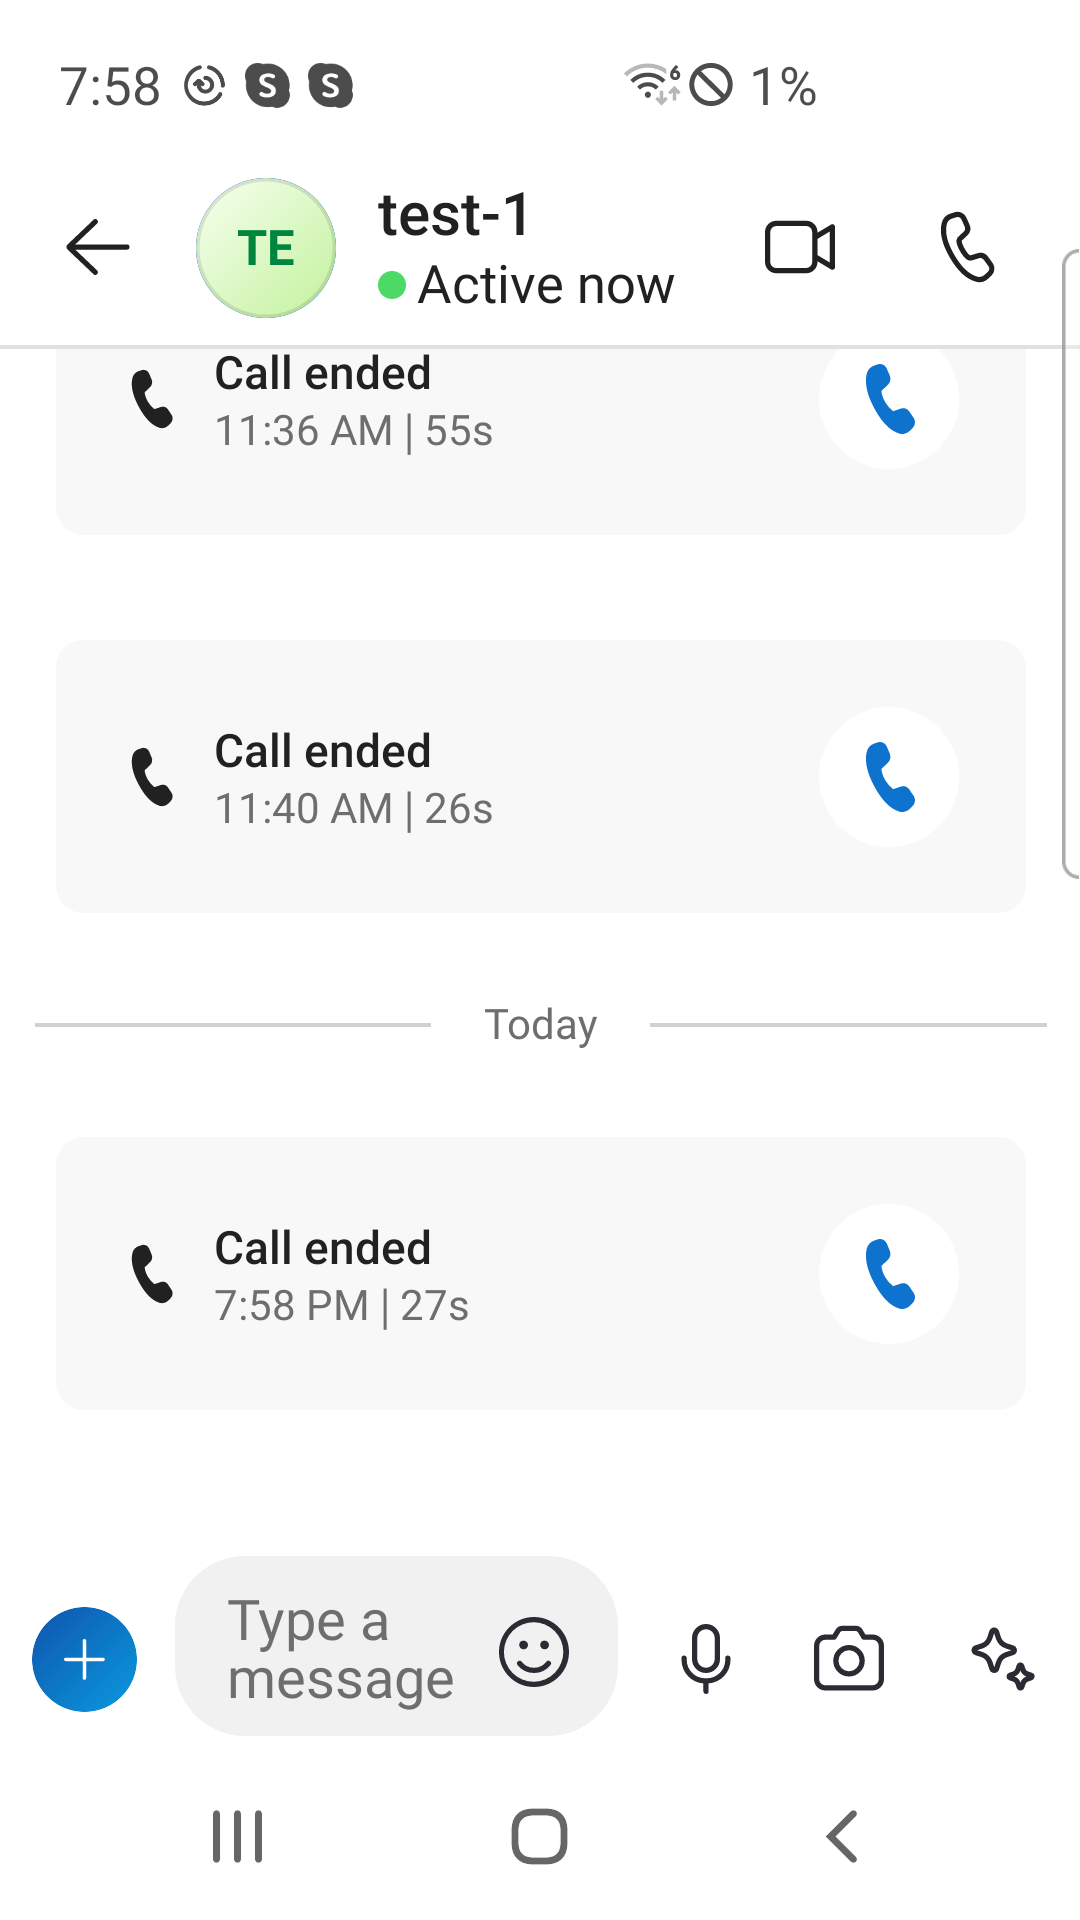 7:58 S S 6 1%
TE
test-1
Active now
Call ended
11:36 AM | 55s
Call ended
11:40 AM | 26s
Today
Call ended
7:58 PM | 27s
Type a
message